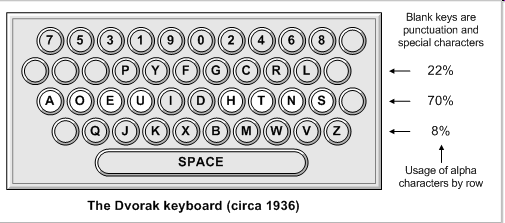 Blank keys are
punctuation and
special characters
7 5 3 1 9 0 2 4 6 8
P Y F G C R L
22%
A O E U I D H T N S
70%
Q J K X B M W V Z
8%
SPACE
Usage of alpha
characters by row
The Dvorak keyboard (circa 1936)